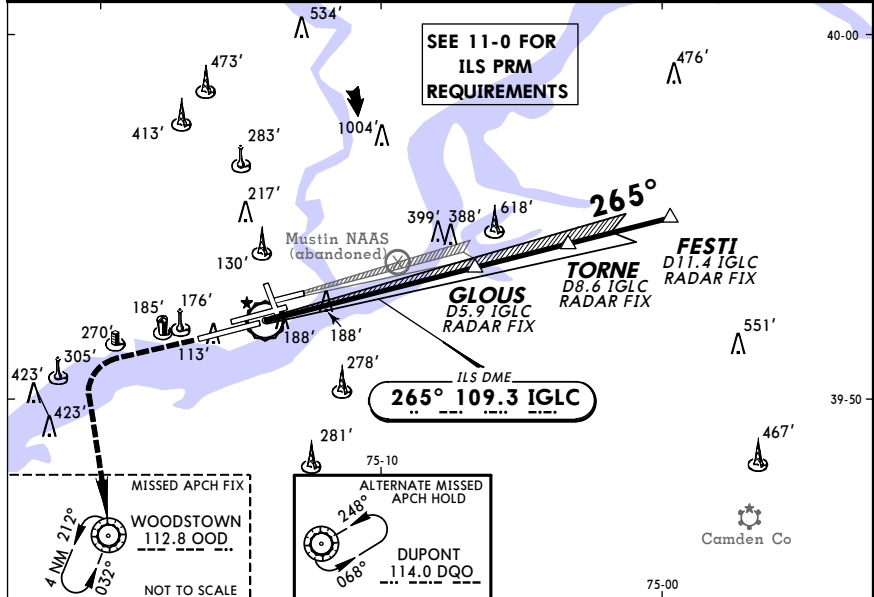 534'
40-00
SEE 11-0 FOR
ILS PRM
REQUIREMENTS
473'
476'
413'
1004'
283'
217'
265°
399'
388'
618'
Mustin NAAS
(abandoned)
130'
FESTI
D11.4 IGLC
RADAR FIX
TORNE
D8.6 IGLC
RADAR FIX
GLOUS
D5.9 IGLC
RADAR FIX
185'
176'
270'
113'
188'
188'
551'
305'
278'
423'
423'
ILS DME
265° 109.3 IGLC
39-50
467'
281'
75-10
MISSED APCH FIX
WOODSTOWN
112.8 OOD
4 NM
212°
032°
NOT TO SCALE
ALTERNATE MISSED
APCH HOLD
248°
068°
DUPONT
114.0 DQO
Camden Co
75-00